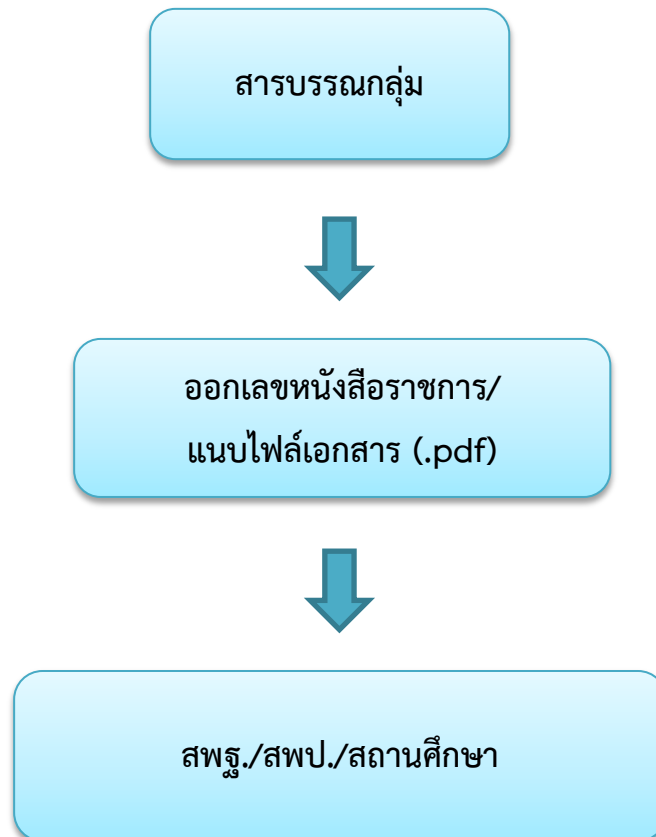 สารบรรณกลุ่ม
ออกเลขหนังสือราชการ/
แนบไฟล์เอกสาร (.pdf)
สพฐ./สพป./สถานศึกษา